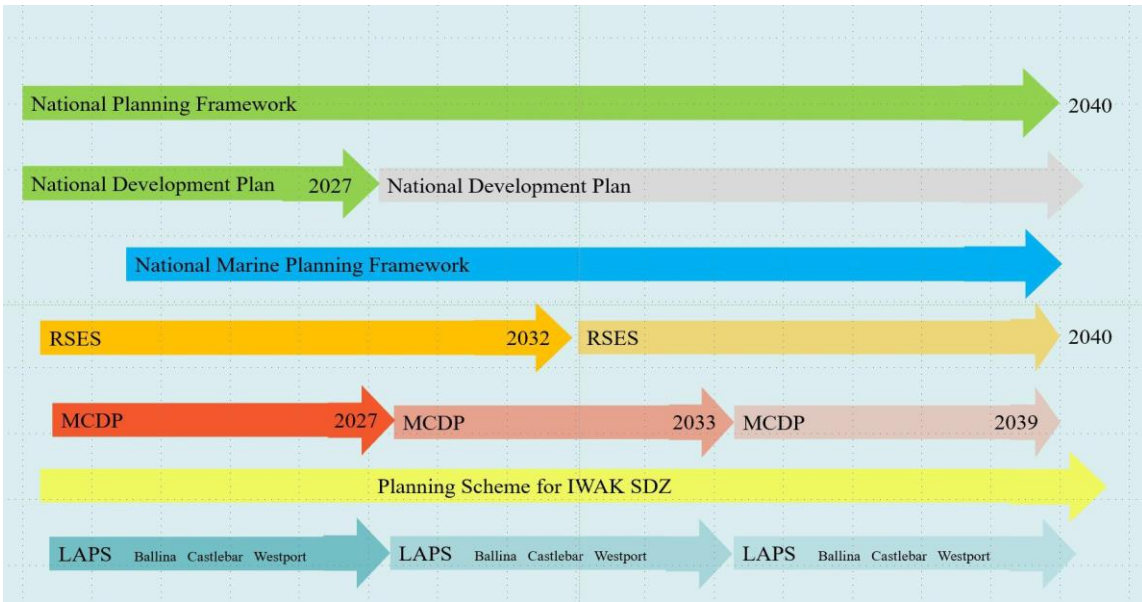 National Planning Framework 2040
National Development Plan 2027 National Development Plan
National Marine Planning Framework
RSES 2032 RSES 2040
MCDP 2027 MCDP 2033 MCDP 2039
Planning Scheme for IWAK SDZ
LAPS Ballina Castlebar Westport LAPS Ballina Castlebar Westport LAPS Ballina Castlebar Westport